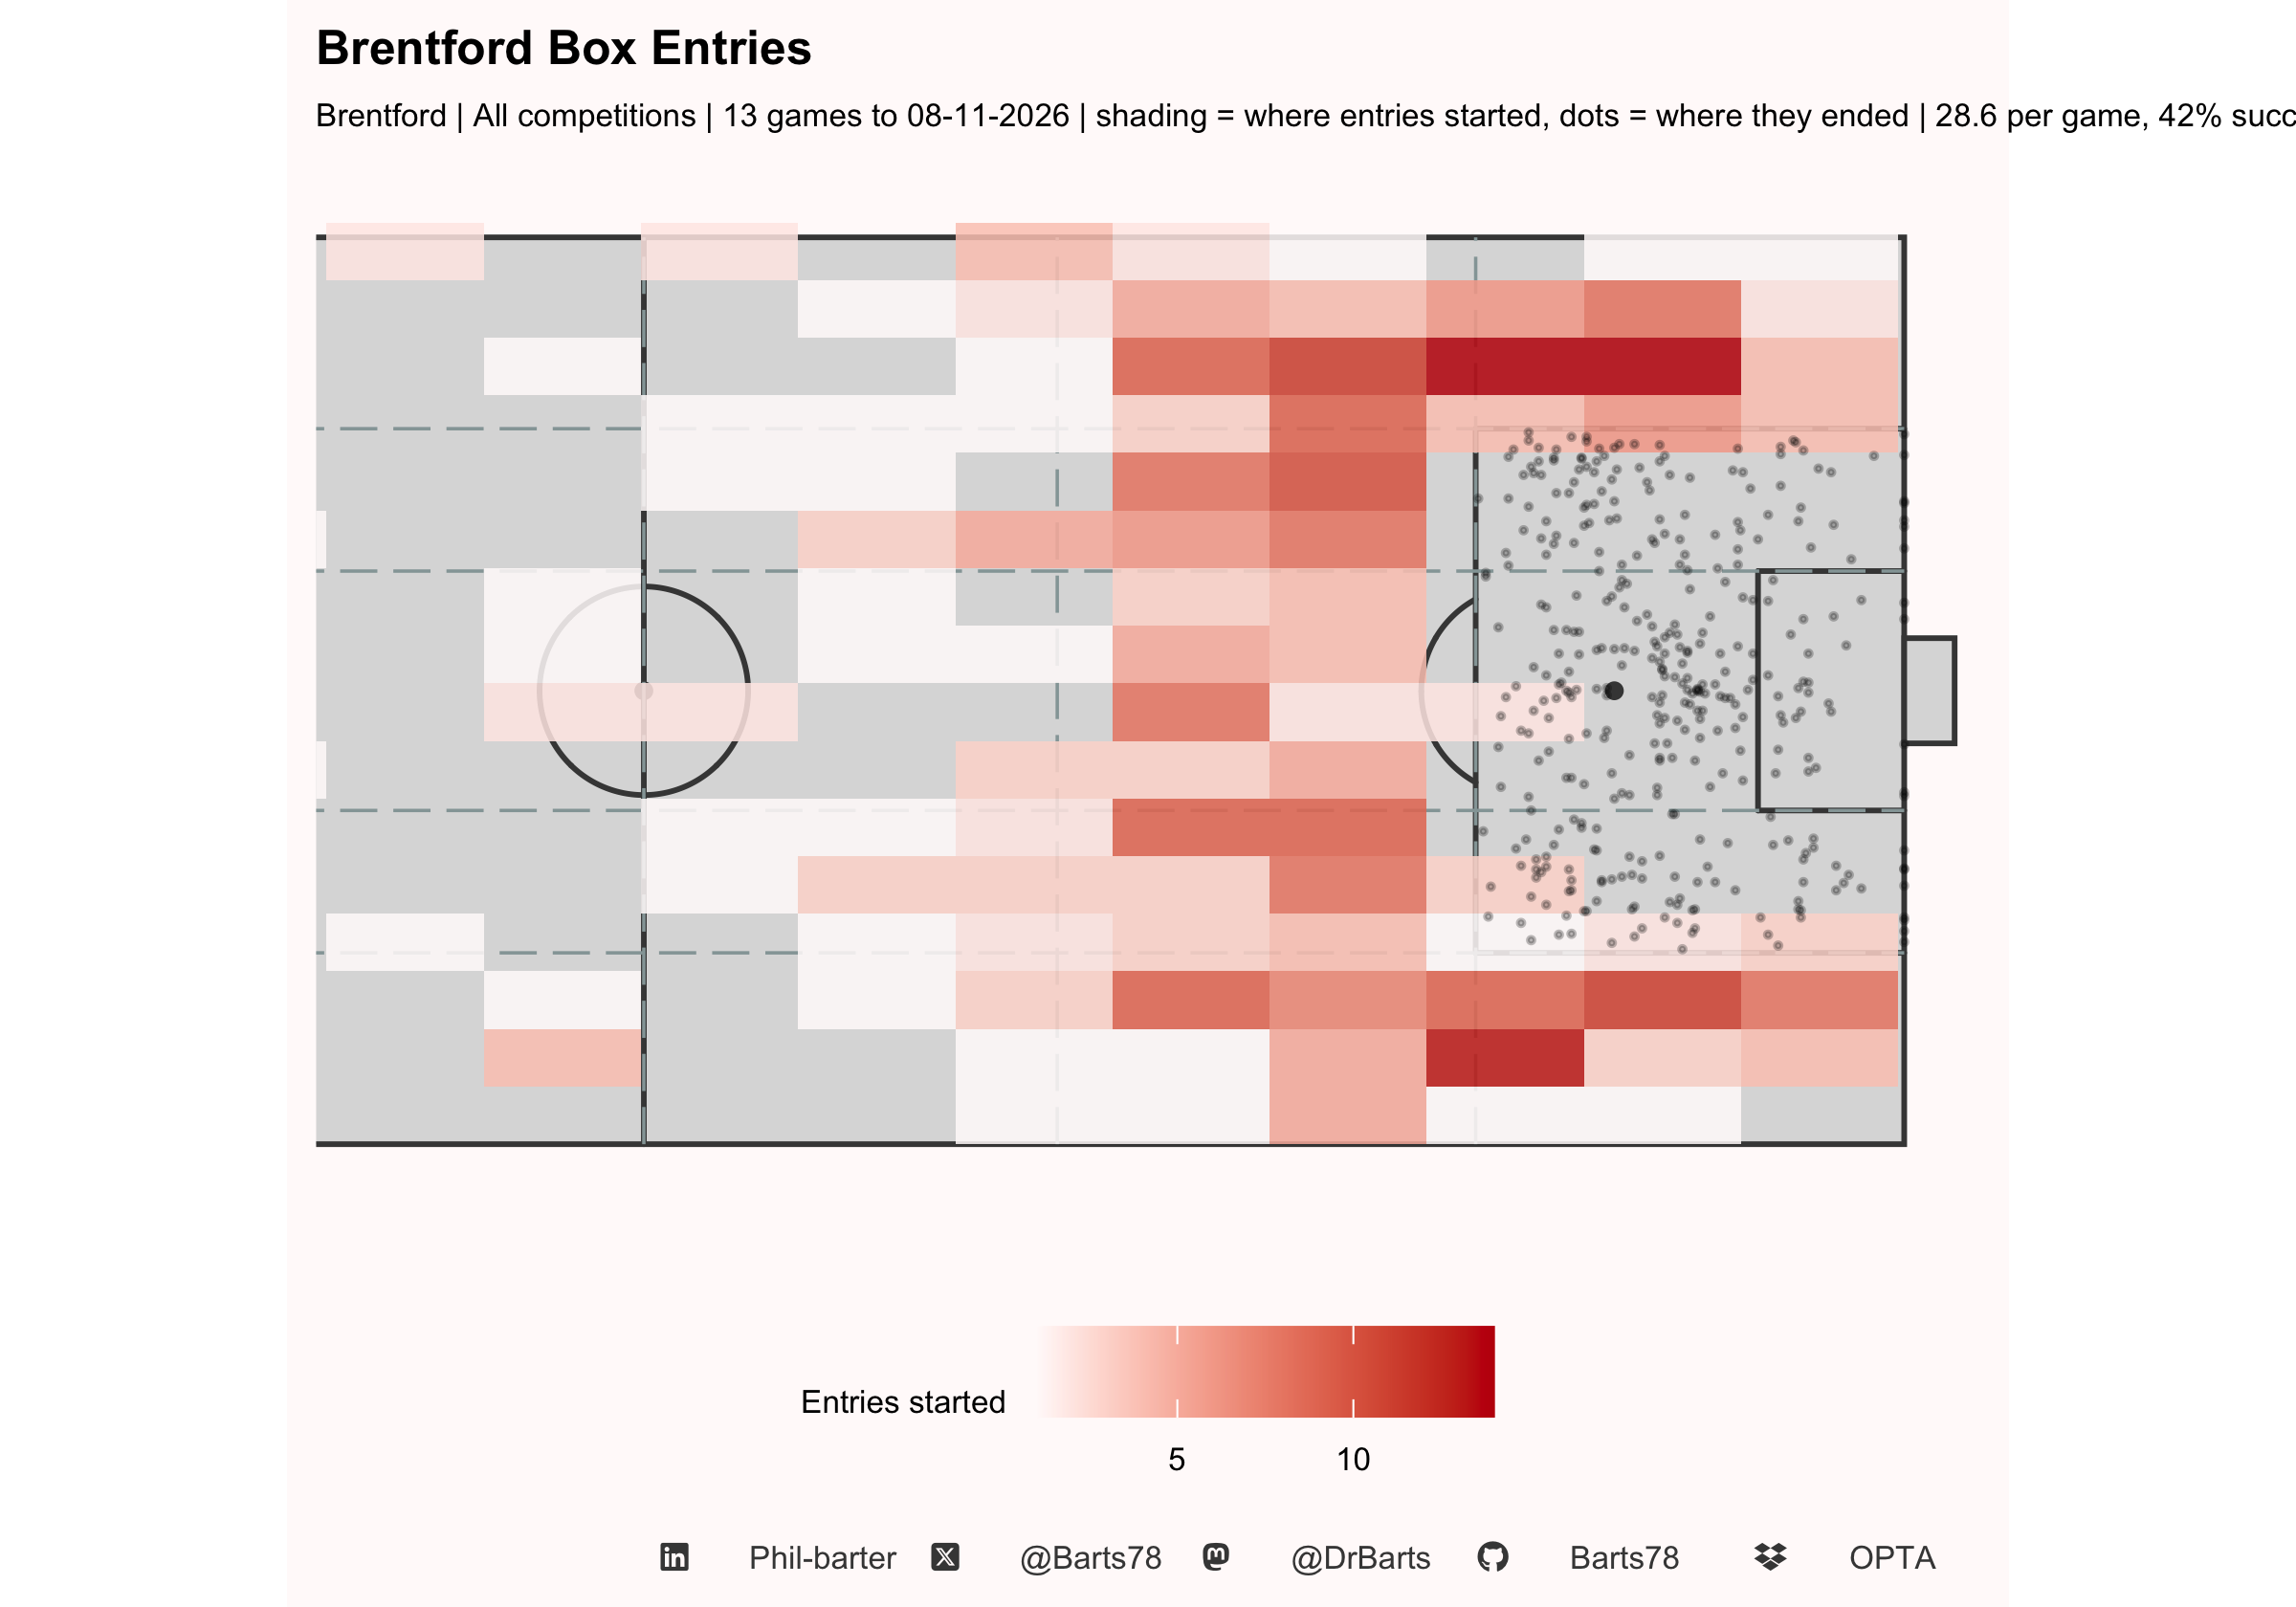 Brentford Box Entries
Brentford | All competitions | 13 games to 08-11-2026 | shading = where entries started, dots = where they ended | 28.6 per game, 42% succ
Entries started
5 10
Phil-barter @Barts78 @DrBarts Barts78 OPTA